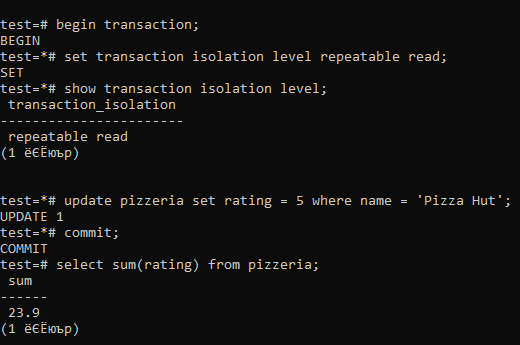 test=# begin transaction;
BEGIN
test=*# set transaction isolation level repeatable read;
SET
test=*# show transaction isolation level;
 transaction_isolation
-----------------------
 repeatable read
(1 ёЄЁюър)
test=*# update pizzeria set rating = 5 where name = 'Pizza Hut';
UPDATE 1
test=*# commit;
COMMIT
test=# select sum(rating) from pizzeria;
 sum
------
 23.9
(1 ёЄЁюър)